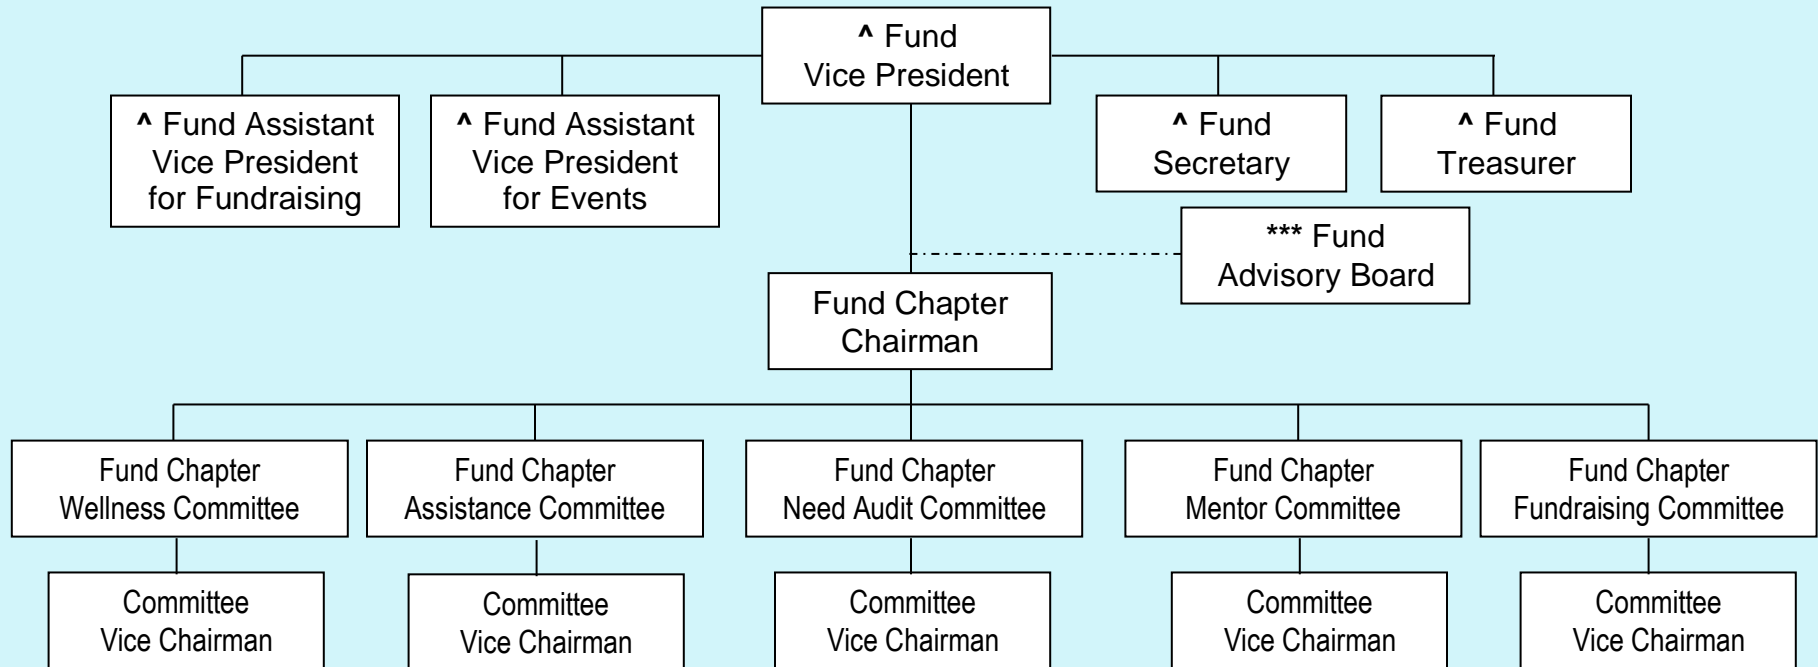 ^ Fund
Vice President
^ Fund Assistant
Vice President
for Fundraising
^ Fund Assistant
Vice President
for Events
^ Fund
Secretary
^ Fund
Treasurer
*** Fund
Advisory Board
Fund Chapter
Chairman
Fund Chapter
Wellness Committee
Fund Chapter
Assistance Committee
Fund Chapter
Need Audit Committee
Fund Chapter
Mentor Committee
Fund Chapter
Fundraising Committee
Committee
Vice Chairman
Committee
Vice Chairman
Committee
Vice Chairman
Committee
Vice Chairman
Committee
Vice Chairman